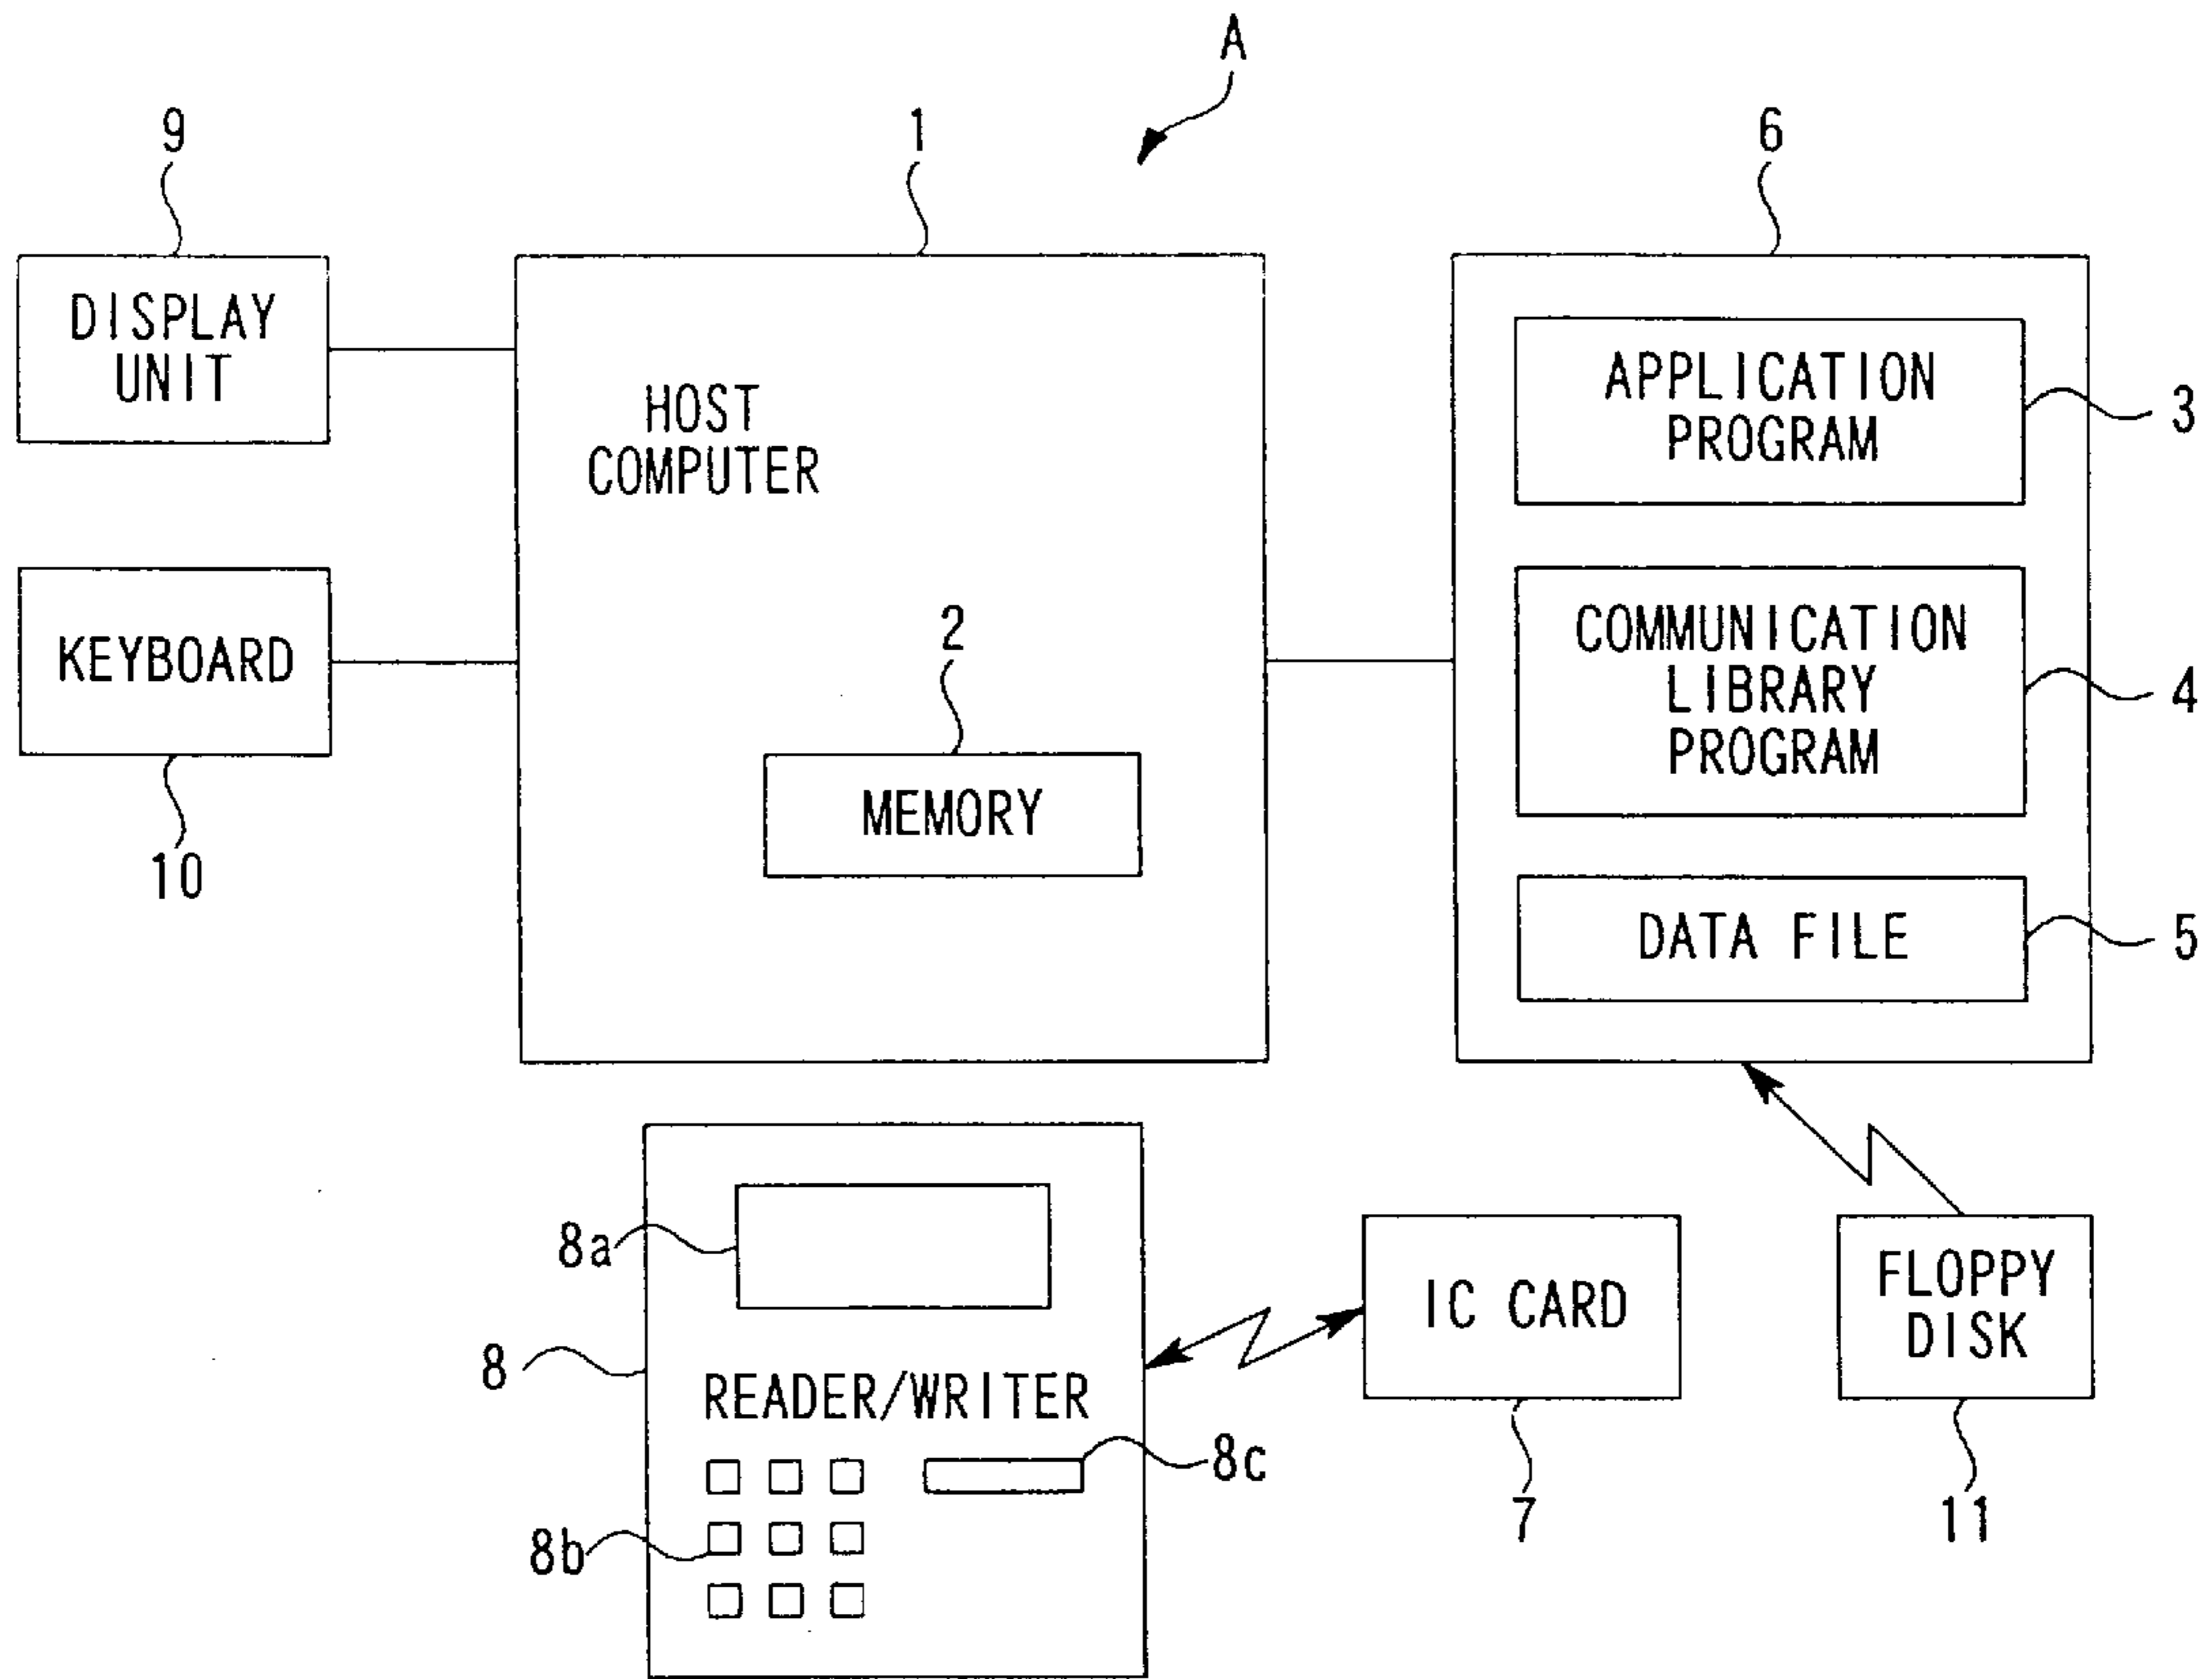 A
9
1
6
DISPLAY
UNIT
HOST
COMPUTER
APPLICATION
PROGRAM
3
KEYBOARD
10
2
MEMORY
COMMUNICATION
LIBRARY
PROGRAM
4
DATA FILE
5
8a
8
READER/WRITER
8b
8c
IC CARD
7
FLOPPY
DISK
11